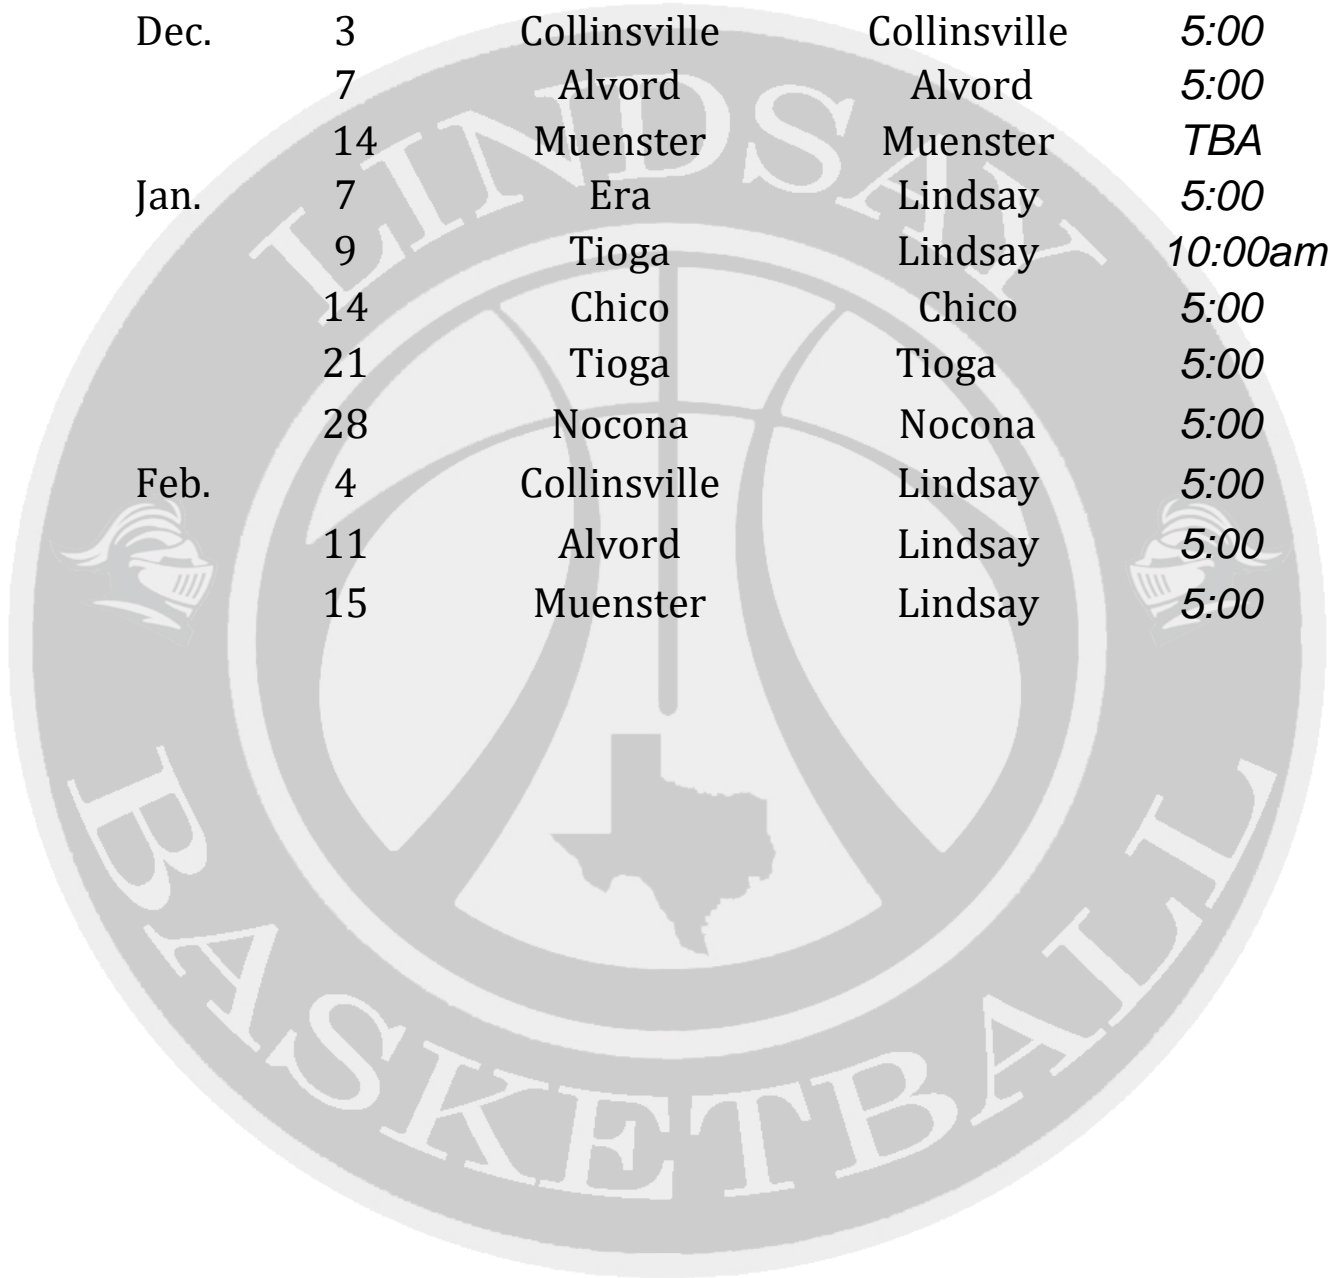 Dec. 3 Collinsville Collinsville 5:00
7 Alvord Alvord 5:00
14 Muenster Muenster TBA
Jan. 7 Era Lindsay 5:00
9 Tioga Lindsay 10:00am
14 Chico Chico 5:00
21 Tioga Tioga 5:00
28 Nocona Nocona 5:00
Feb. 4 Collinsville Lindsay 5:00
11 Alvord Lindsay 5:00
15 Muenster Lindsay 5:00
LINDSAY
BASKETBALL